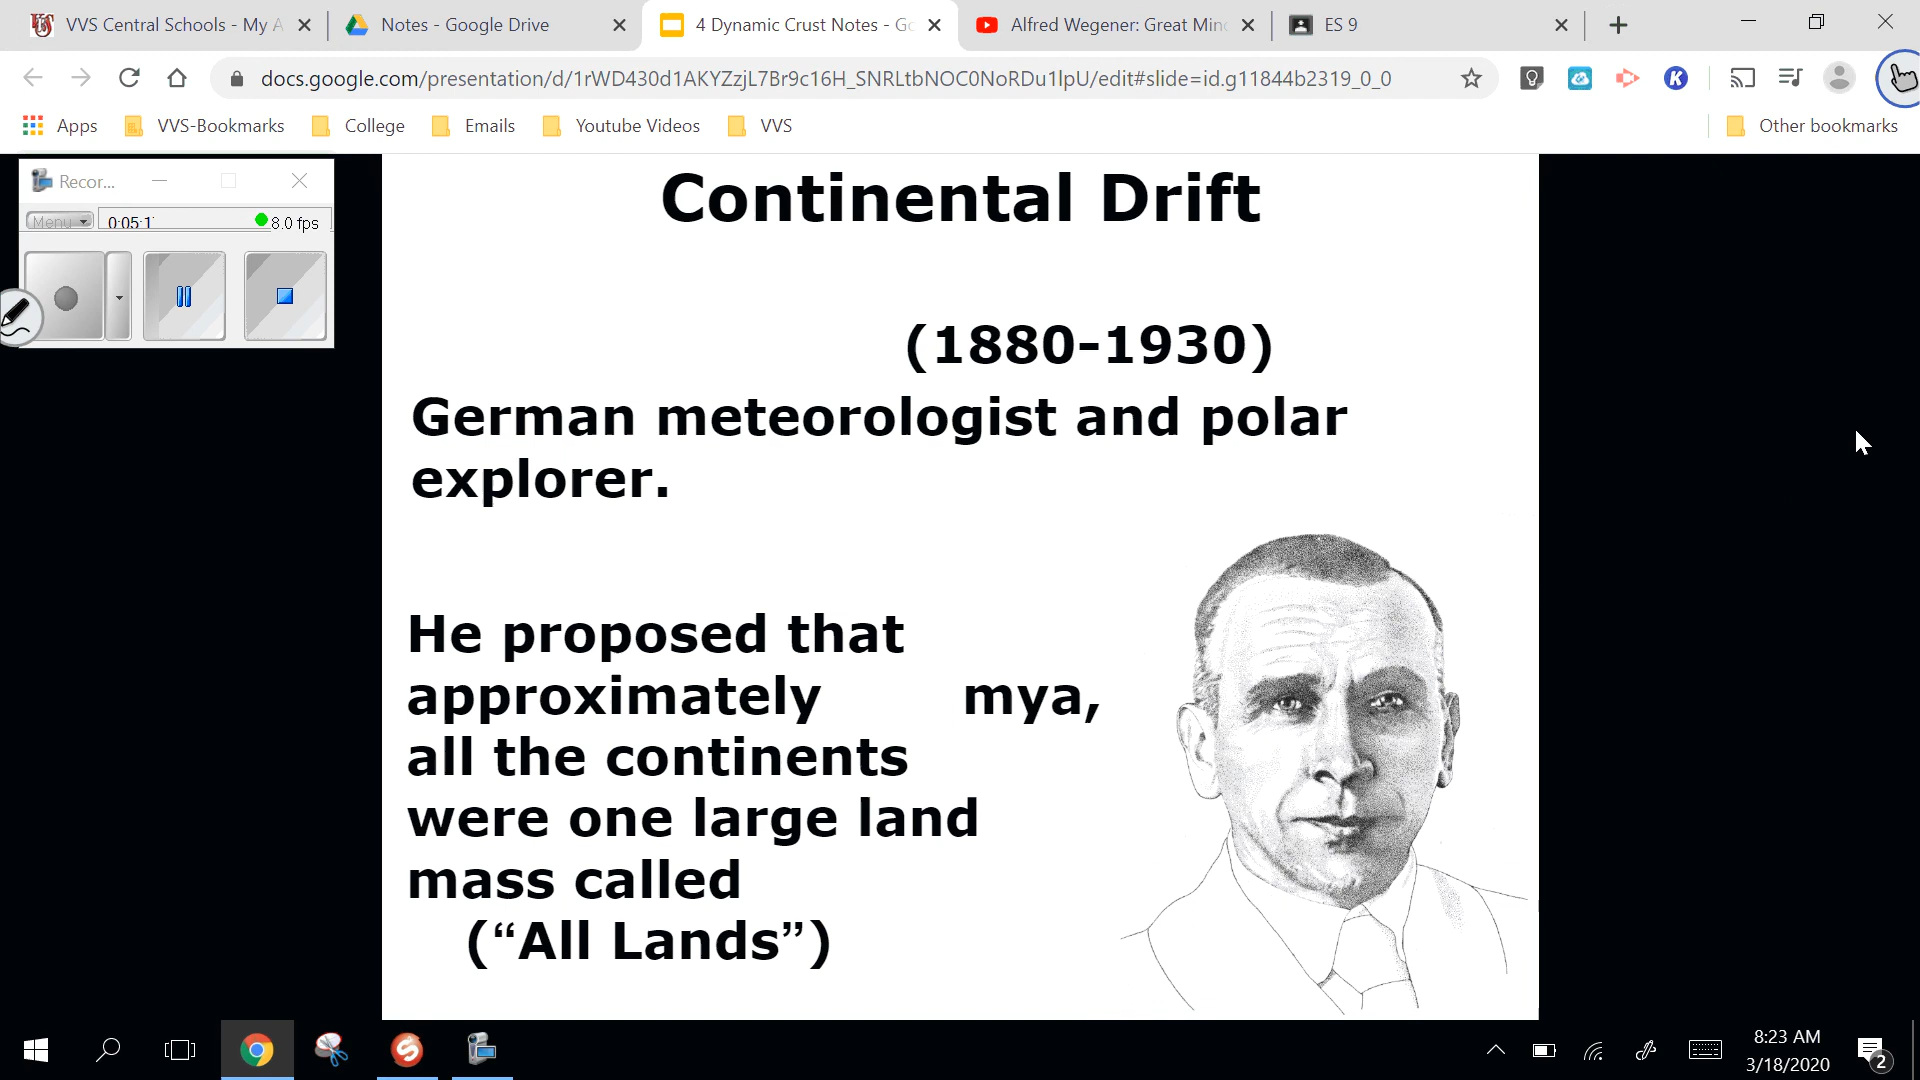 VVS Central Schools - My A
Notes - Google Drive
4 Dynamic Crust Notes - Go
Alfred Wegener: Great Mind
ES 9
docs.google.com/presentation/d/1rWD430d1AKYZzjL7Br9c16H_SNRLtbNOC0NoRDu1lpU/edit#slide=id.g11844b2319_0_0
Apps
VVS-Bookmarks
College
Emails
Youtube Videos
VVS
Other bookmarks
Recor...
Menu
0:05:1
8.0 fps
Continental Drift
(1880-1930)
German meteorologist and polar
explorer.
He proposed that
approximately mya,
all the continents
were one large land
mass called
(“All Lands”)
8:23 AM
3/18/2020
2